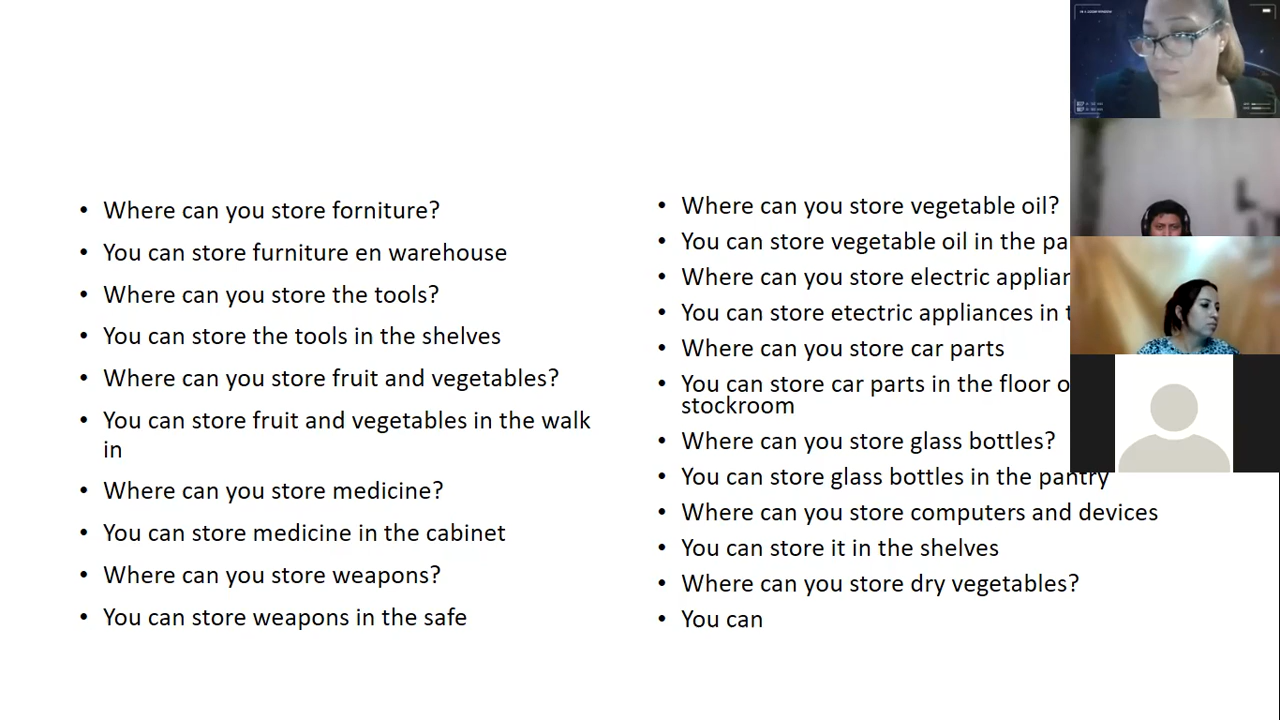 Where can you store forniture?
You can store furniture en warehouse
Where can you store the tools?
You can store the tools in the shelves
Where can you store fruit and vegetables?
You can store fruit and vegetables in the walk
in
Where can you store medicine?
You can store medicine in the cabinet
Where can you store weapons?
You can store weapons in the safe
Where can you store vegetable oil?
You can store vegetable oil in the
Where can you store electric
You can store etectric appliances in
Where can you store car parts
You can store car parts in the floor
stockroom
Where can you store glass bottles?
You can store glass bottles in the pantry
Where can you store computers and devices
You can store it in the shelves
Where can you store dry vegetables?
You can